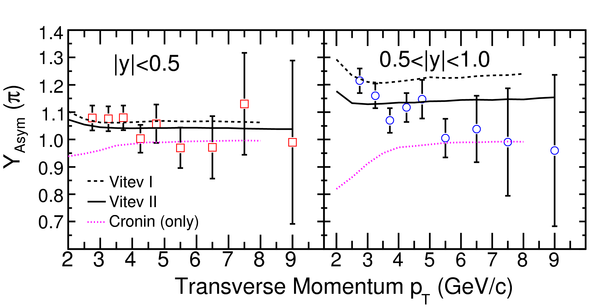 |y|<0.5
0.5<|y|<1.0
1.4
1.3
1.2
1.1
1.0
0.9
0.8
0.7
Y_Asym (π)
Vitev I
Vitev II
Cronin (only)
2 3 4 5 6 7 8 9 2 3 4 5 6 7 8 9
Transverse Momentum p_T (GeV/c)